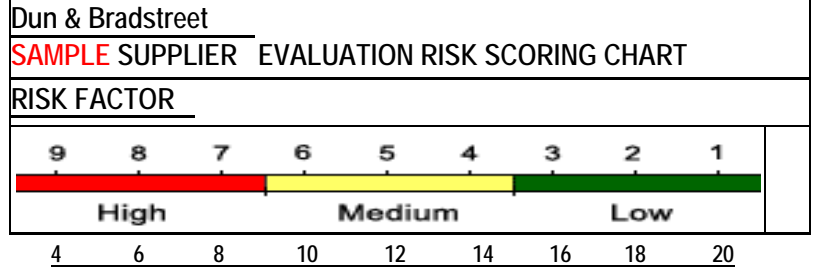 Dun & Bradstreet
SAMPLE SUPPLIER EVALUATION RISK SCORING CHART
RISK FACTOR
9 8 7 6 5 4 3 2 1
High Medium Low
4 6 8 10 12 14 16 18 20